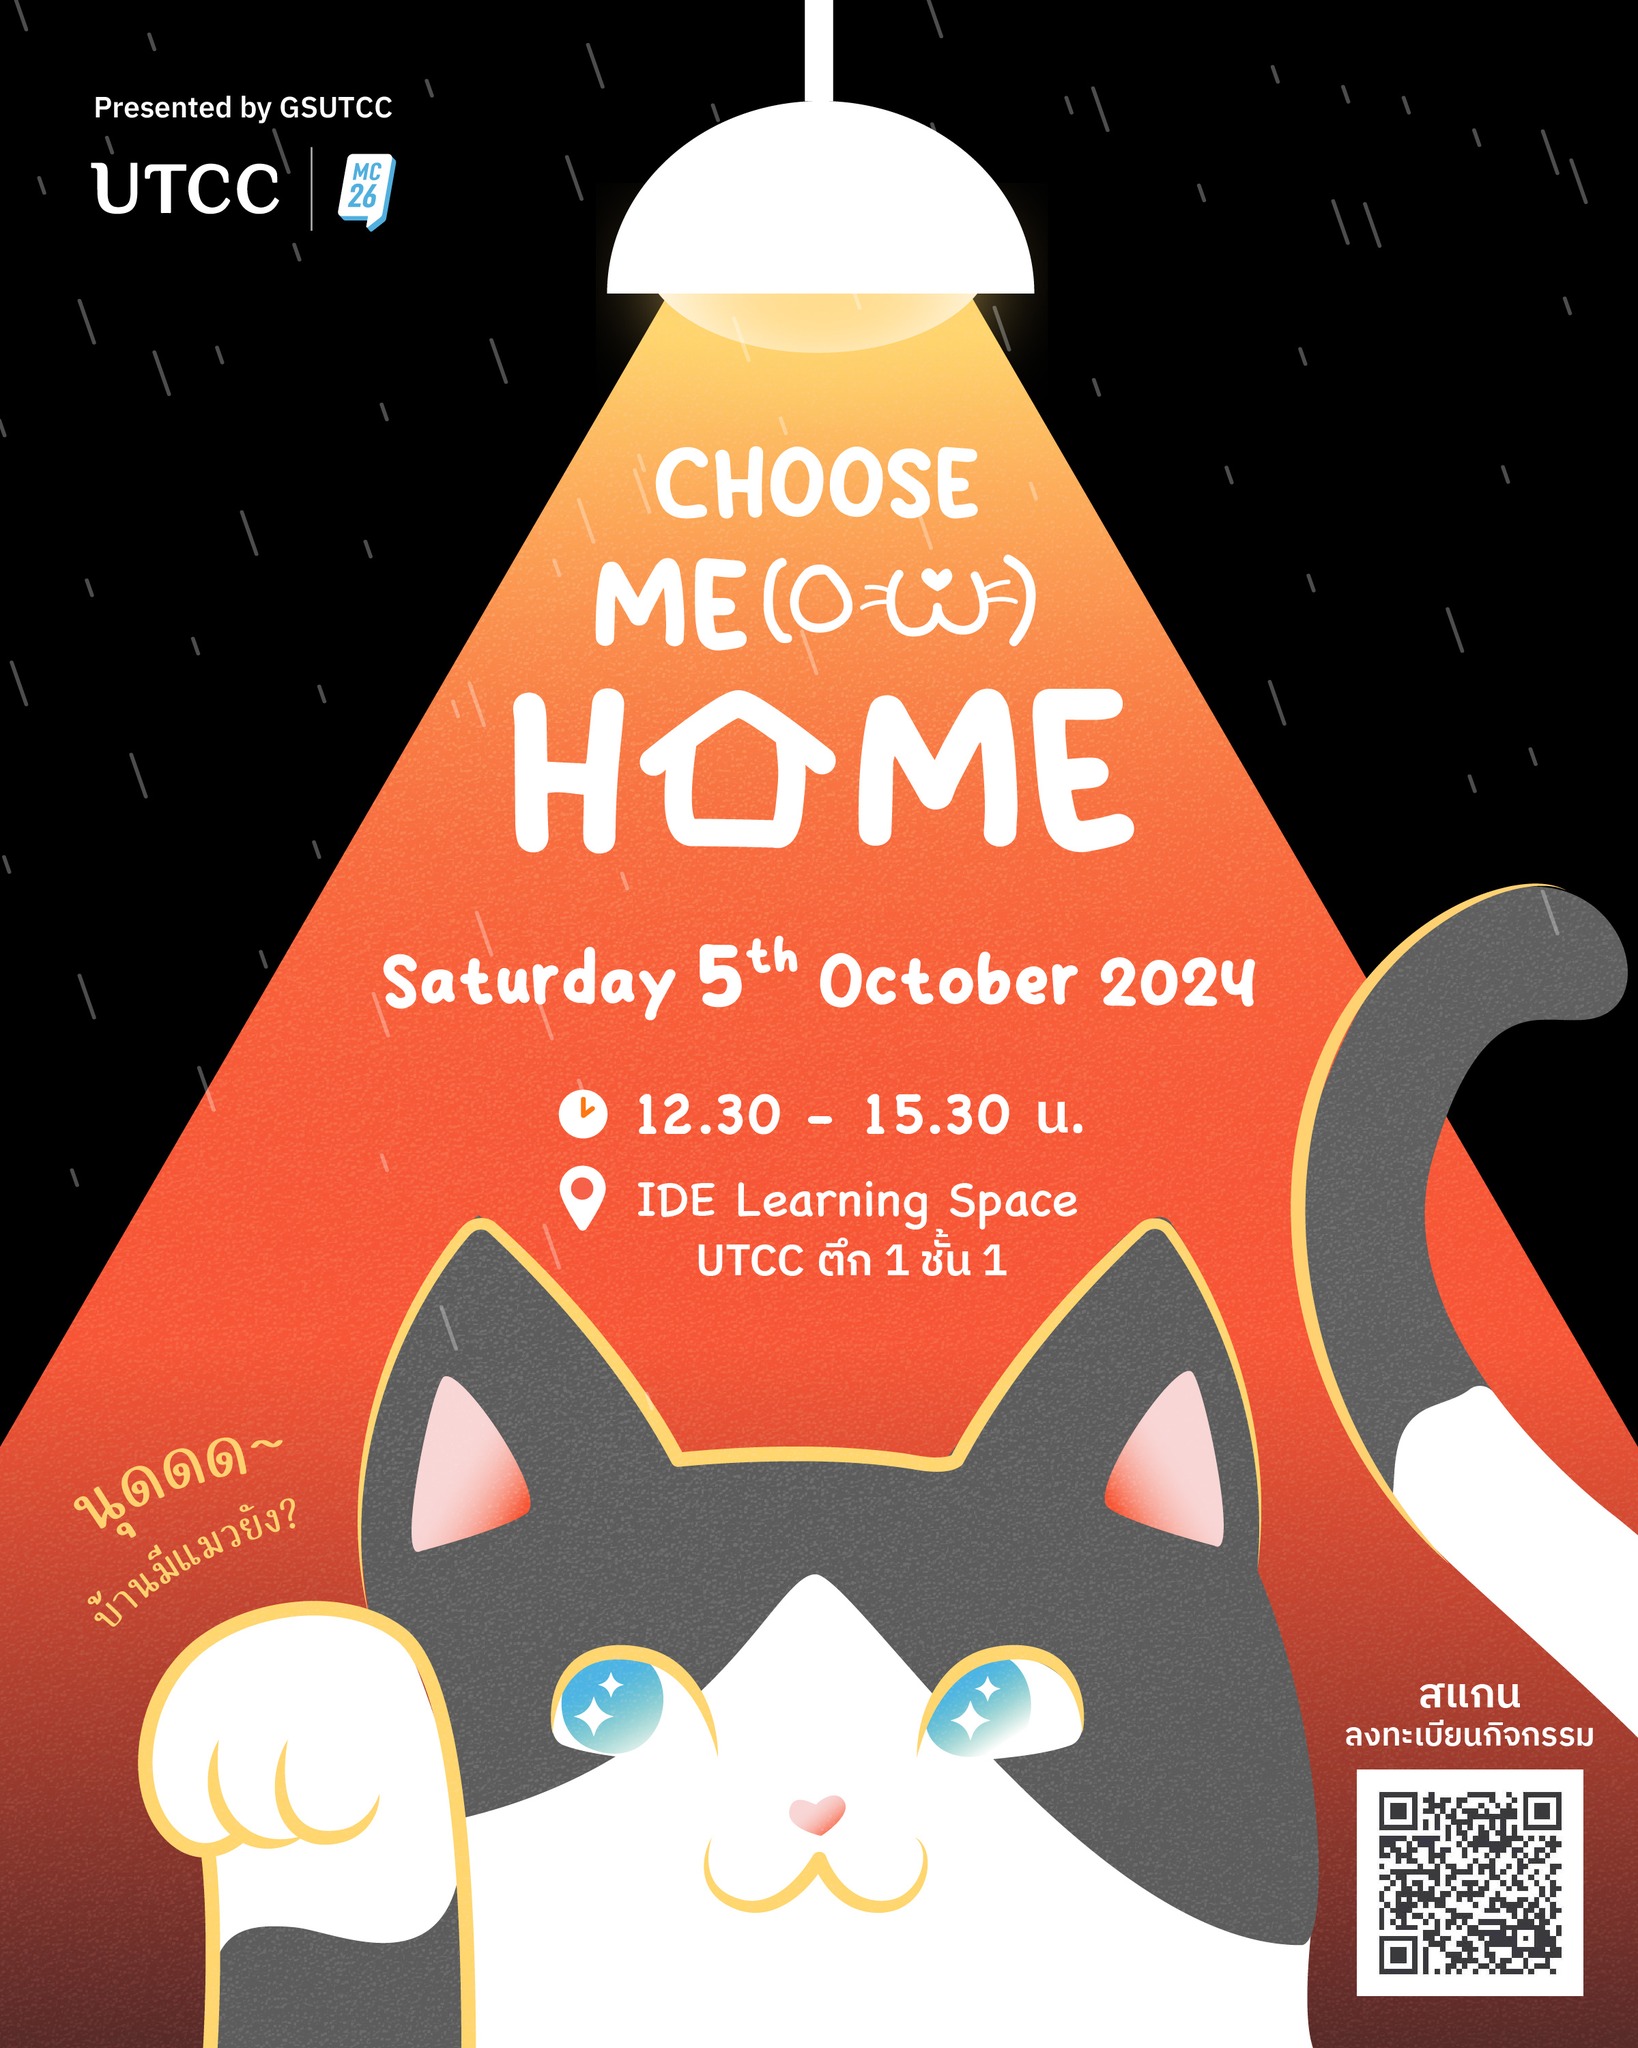 Presented by GSUTCC
UTCC
MC
26
CHOOSE
ME(OW)
HOME
Saturday 5th October 2024
12.30 - 15.30 น.
IDE Learning Space
UTCC ตึก 1 ชั้น 1
นุดดด~
บ้านมีแมวยัง?
สแกน
ลงทะเบียนกิจกรรม